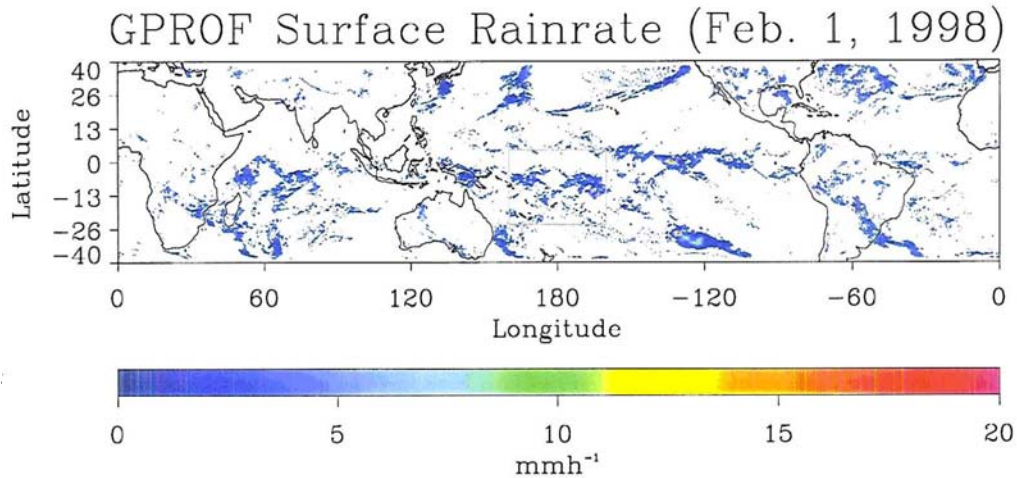 GPROF Surface Rainrate (Feb. 1, 1998)
Latitude
40
26
13
0
−13
−26
−40
0 60 120 180 −120 −60 0
Longitude
0 5 10 15 20
mmh⁻¹